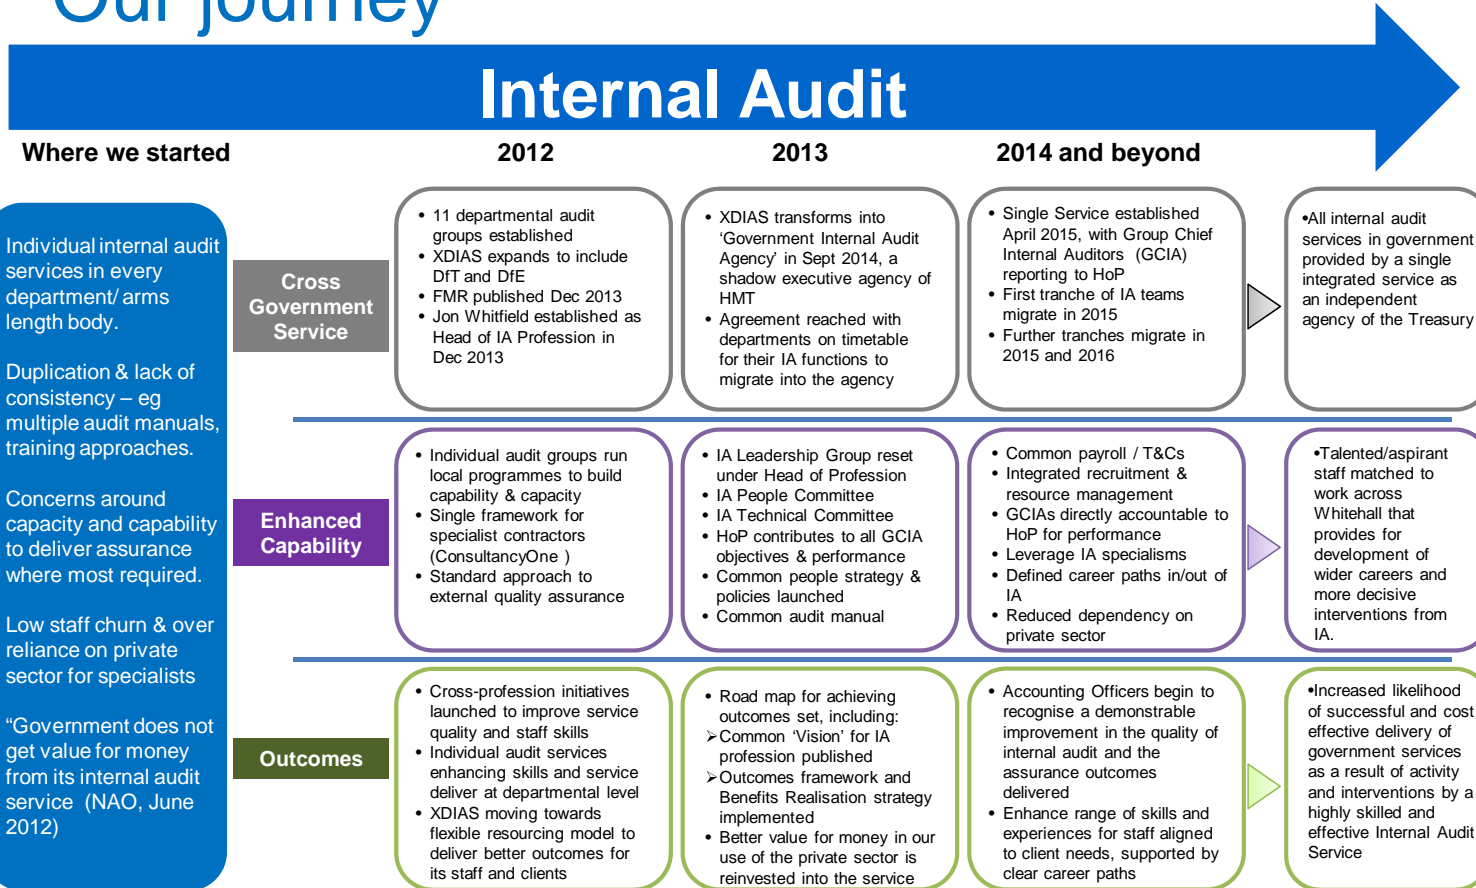 Our journey
Internal Audit
Where we started
2012
2013
2014 and beyond
Individual internal audit
services in every
department/ arms
length body.
Duplication & lack of
consistency – eg
multiple audit manuals,
training approaches.
Concerns around
capacity and capability
to deliver assurance
where most required.
Low staff churn & over
reliance on private
sector for specialists
“Government does not
get value for money
from its internal audit
service (NAO, June
2012)
Cross
Government
Service
• 11 departmental audit
groups established
• XDIAS expands to include
DfT and DfE
• FMR published Dec 2013
• Jon Whitfield established as
Head of IA Profession in
Dec 2013
• XDIAS transforms into
‘Government Internal Audit
Agency’ in Sept 2014, a
shadow executive agency of
HMT
• Agreement reached with
departments on timetable
for their IA functions to
migrate into the agency
• Single Service established
April 2015, with Group Chief
Internal Auditors (GCIA)
reporting to HoP
• First tranche of IA teams
migrate in 2015
• Further tranches migrate in
2015 and 2016
•All internal audit
services in government
provided by a single
integrated service as
an independent
agency of the Treasury
Enhanced
Capability
• Individual audit groups run
local programmes to build
capability & capacity
• Single framework for
specialist contractors
(ConsultancyOne )
• Standard approach to
external quality assurance
• IA Leadership Group reset
under Head of Profession
• IA People Committee
• IA Technical Committee
• HoP contributes to all GCIA
objectives & performance
• Common people strategy &
policies launched
• Common audit manual
• Common payroll / T&Cs
• Integrated recruitment &
resource management
• GCIAs directly accountable to
HoP for performance
• Leverage IA specialisms
• Defined career paths in/out of
IA
• Reduced dependency on
private sector
•Talented/aspirant
staff matched to
work across
Whitehall that
provides for
development of
wider careers and
more decisive
interventions from
IA.
Outcomes
• Cross-profession initiatives
launched to improve service
quality and staff skills
• Individual audit services
enhancing skills and service
deliver at departmental level
• XDIAS moving towards
flexible resourcing model to
deliver better outcomes for
its staff and clients
• Road map for achieving
outcomes set, including:
➢Common ‘Vision’ for IA
profession published
➢Outcomes framework and
Benefits Realisation strategy
implemented
• Better value for money in our
use of the private sector is
reinvested into the service
• Accounting Officers begin to
recognise a demonstrable
improvement in the quality of
internal audit and the
assurance outcomes
delivered
• Enhance range of skills and
experiences for staff aligned
to client needs, supported by
clear career paths
•Increased likelihood
of successful and cost
effective delivery of
government services
as a result of activity
and interventions by a
highly skilled and
effective Internal Audit
Service